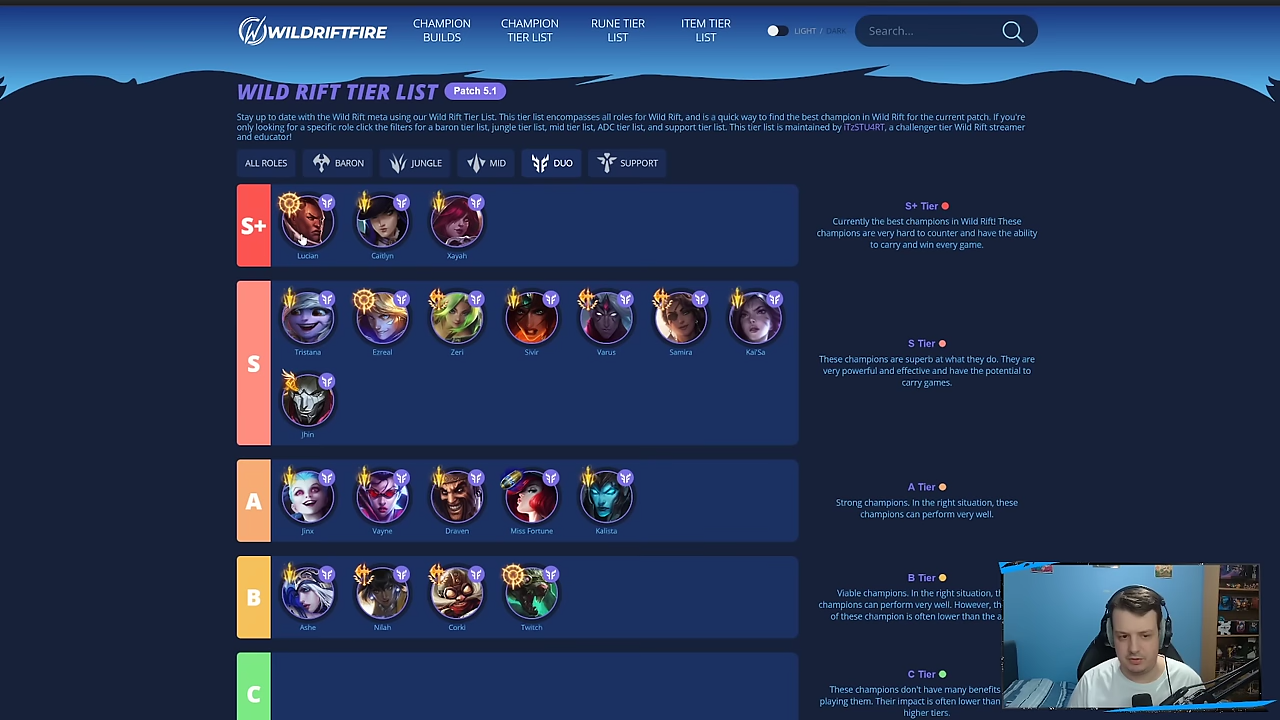 WILDRIFTFIRE
CHAMPION
BUILDS
CHAMPION
TIER LIST
RUNE TIER
LIST
ITEM TIER
LIST
LIGHT / DARK
Search...
WILD RIFT TIER LIST
Patch 5.1
Stay up to date with the Wild Rift meta using our Wild Rift Tier List. This tier list encompasses all roles for Wild Rift, and is a quick way to find the best champion in Wild Rift for the current patch. If you're
only looking for a specific role click the filters for a baron tier list, jungle tier list, mid tier list, ADC tier list, and support tier list. This tier list is maintained by iTzSTU4RT, a challenger tier Wild Rift streamer
and educator!
ALL ROLES
BARON
JUNGLE
MID
DUO
SUPPORT
S+
Lucian
Caitlyn
Xayah
S+ Tier
Currently the best champions in Wild Rift! These
champions are very hard to counter and have the ability
to carry and win every game.
S
Tristana
Ezreal
Zeri
Sivir
Varus
Samira
Kai'Sa
Jhin
S Tier
These champions are superb at what they do. They are
very powerful and effective and have the potential to
carry games.
A
Jinx
Vayne
Draven
Miss Fortune
Kalista
A Tier
Strong champions. In the right situation, these
champions can perform very well.
B
Ashe
Nilah
Corki
Twitch
B Tier
Viable champions. In the right situation, th
champions can perform very well. However, th
of these champion is often lower than the a
C
C Tier
These champions don't have many benefits
playing them. Their impact is often lower than
higher tiers.